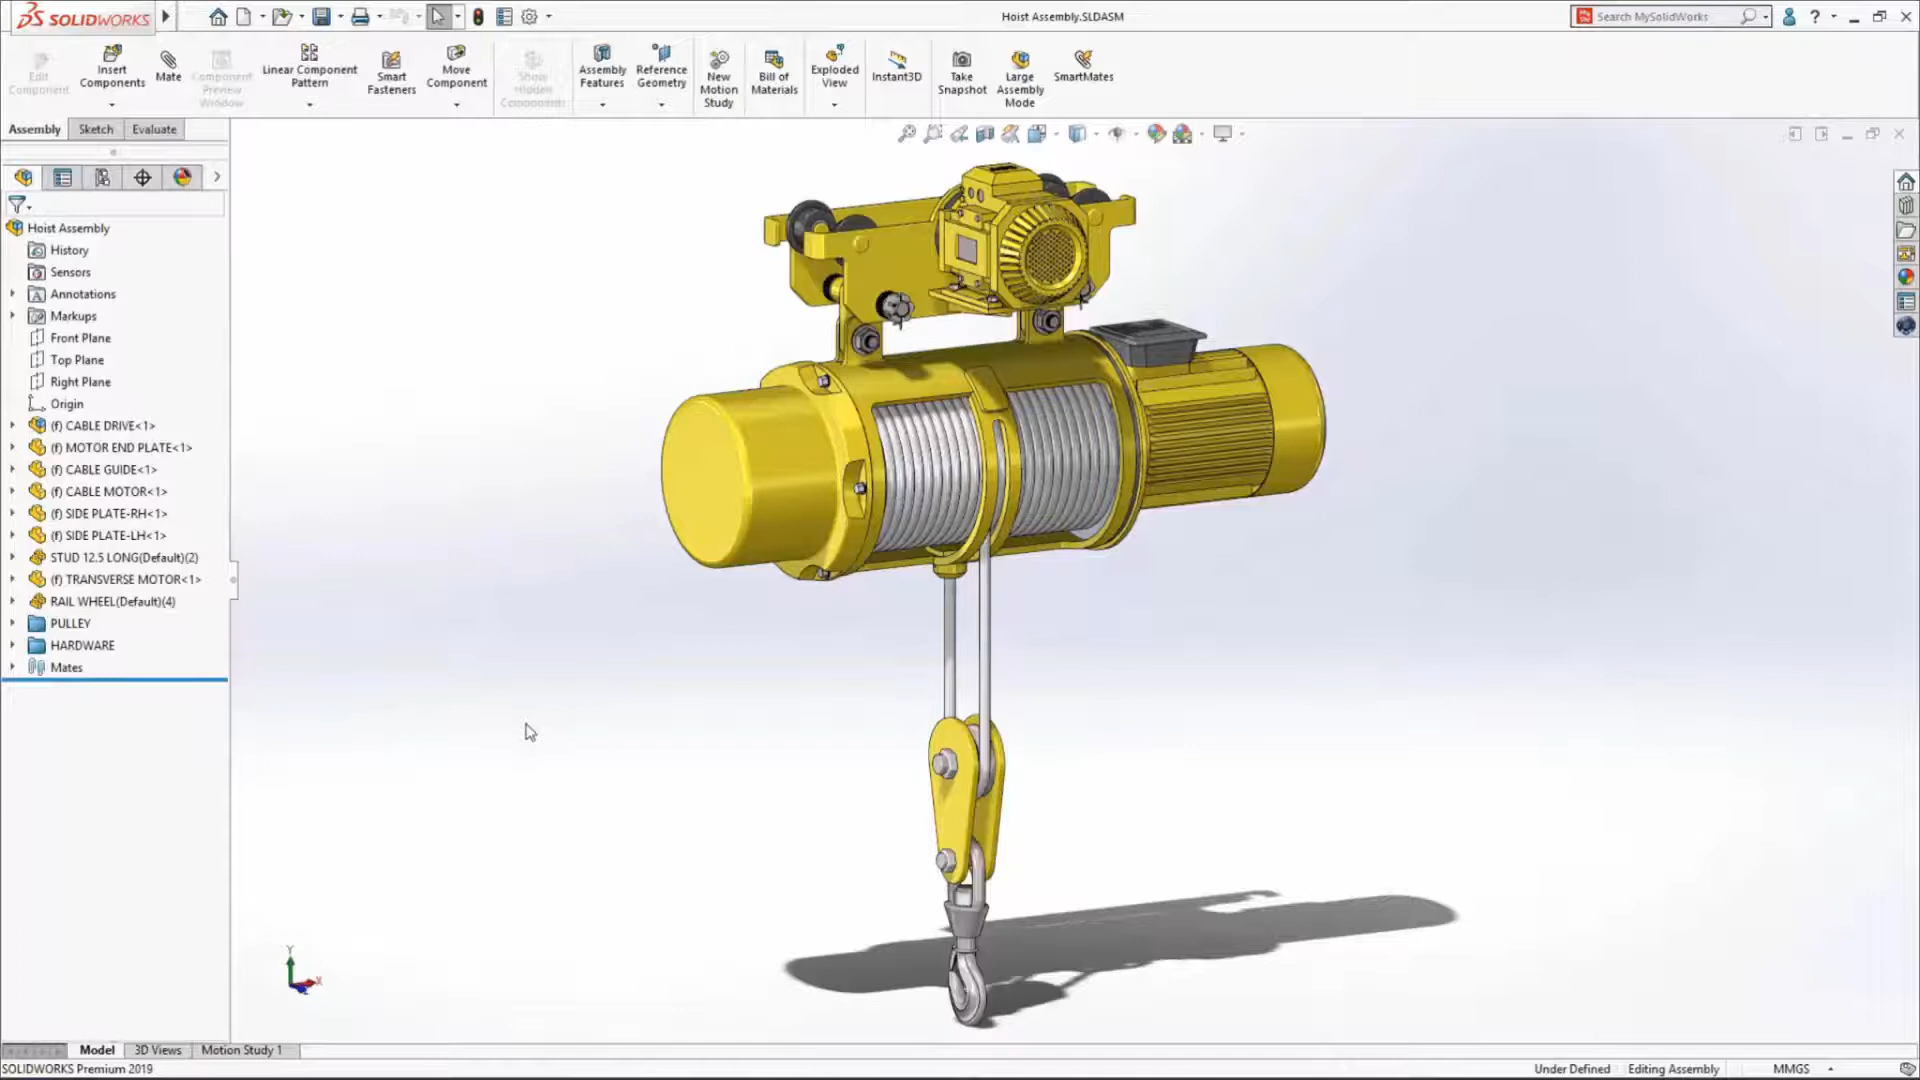 SOLIDWORKS
Hoist Assembly.SLDASM
Search MySolidWorks
Edit Component
Insert Components
Mate
Component Preview Window
Linear Component Pattern
Smart Fasteners
Move Component
Show Hidden Components
Assembly Features
Reference Geometry
New Motion Study
Bill of Materials
Exploded View
Instant3D
Take Snapshot
Large Assembly Mode
SmartMates
Assembly
Sketch
Evaluate
Hoist Assembly
History
Sensors
Annotations
Markups
Front Plane
Top Plane
Right Plane
Origin
(f) CABLE DRIVE<1>
(f) MOTOR END PLATE<1>
(f) CABLE GUIDE<1>
(f) CABLE MOTOR<1>
(f) SIDE PLATE-RH<1>
(f) SIDE PLATE-LH<1>
STUD 12.5 LONG(Default)(2)
(f) TRANSVERSE MOTOR<1>
RAIL WHEEL(Default)(4)
PULLEY
HARDWARE
Mates
Y
X
Model
3D Views
Motion Study 1
SOLIDWORKS Premium 2019
Under Defined
Editing Assembly
MMGS